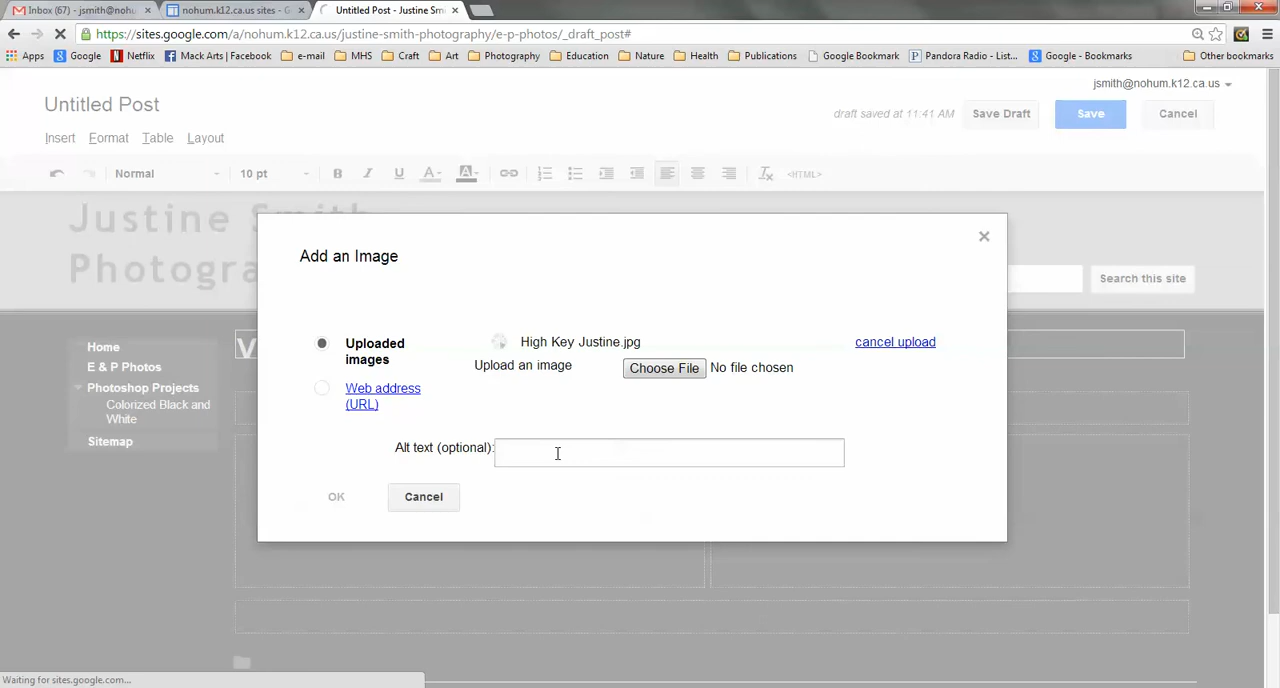 Inbox (67) - jsmith@nohu
nohum.k12.ca.us sites - G
Untitled Post - Justine Sm
https://sites.google.com/a/nohum.k12.ca.us/justine-smith-photography/e-p-photos/_draft_post#
Apps Google Netflix Mack Arts | Facebook e-mail MHS Craft Art Photography Education Nature Health Publications Google Bookmark Pandora Radio - List... Google - Bookmarks Other bookmarks
jsmith@nohum.k12.ca.us
Untitled Post
draft saved at 11:41 AM Save Draft Save Cancel
Insert Format Table Layout
Normal 10 pt B I U A A <HTML>
Justine Smith
Photogra
Search this site
Add an Image
Uploaded images
High Key Justine.jpg cancel upload
Upload an image Choose File No file chosen
Web address (URL)
Alt text (optional):
OK Cancel
Home
E & P Photos
Photoshop Projects
Colorized Black and
White
Sitemap
Waiting for sites.google.com...